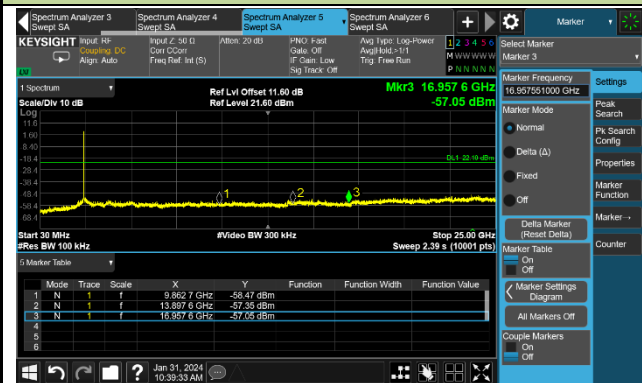 Spectrum Analyzer 3
Swept SA
Spectrum Analyzer 4
Swept SA
Spectrum Analyzer 5
Swept SA
Spectrum Analyzer 6
Swept SA
Marker
KEYSIGHT
Input: RF
Coupling: DC
Align: Auto
Input Z: 50 Ω
Corr CCorr
Freq Ref: Int (S)
Atten: 20 dB
PNO: Fast
Gate: Off
IF Gain: Low
Sig Track: Off
Avg Type: Log-Power
Avg|Hold:>1/1
Trig: Free Run
1 2 3 4 5 6
M W W W W W
P N N N N N
Select Marker
Marker 3
1 Spectrum
Scale/Div 10 dB
Ref Lvl Offset 11.60 dB
Ref Level 21.60 dBm
Mkr3 16.957 6 GHz
-57.05 dBm
Log
11.6
1.60
-8.40
-18.4
-28.4
-38.4
-48.4
-58.4
-68.4
DL1 -22.10 dBm
1
2
3
Start 30 MHz
#Res BW 100 kHz
#Video BW 300 kHz
Stop 25.00 GHz
Sweep 2.39 s (10001 pts)
5 Marker Table
Mode Trace Scale X Y Function Function Width Function Value
1 N 1 f 9.862 7 GHz -58.47 dBm
2 N 1 f 13.897 6 GHz -57.35 dBm
3 N 1 f 16.957 6 GHz -57.05 dBm
4
5
6
Marker Frequency
16.957551000 GHz
Marker Mode
Normal
Delta (Δ)
Fixed
Off
Delta Marker
(Reset Delta)
Marker Table
On
Off
Marker Settings
Diagram
All Markers Off
Couple Markers
On
Off
Settings
Peak
Search
Pk Search
Config
Properties
Marker
Function
Marker→
Counter
?
Jan 31, 2024
10:39:33 AM